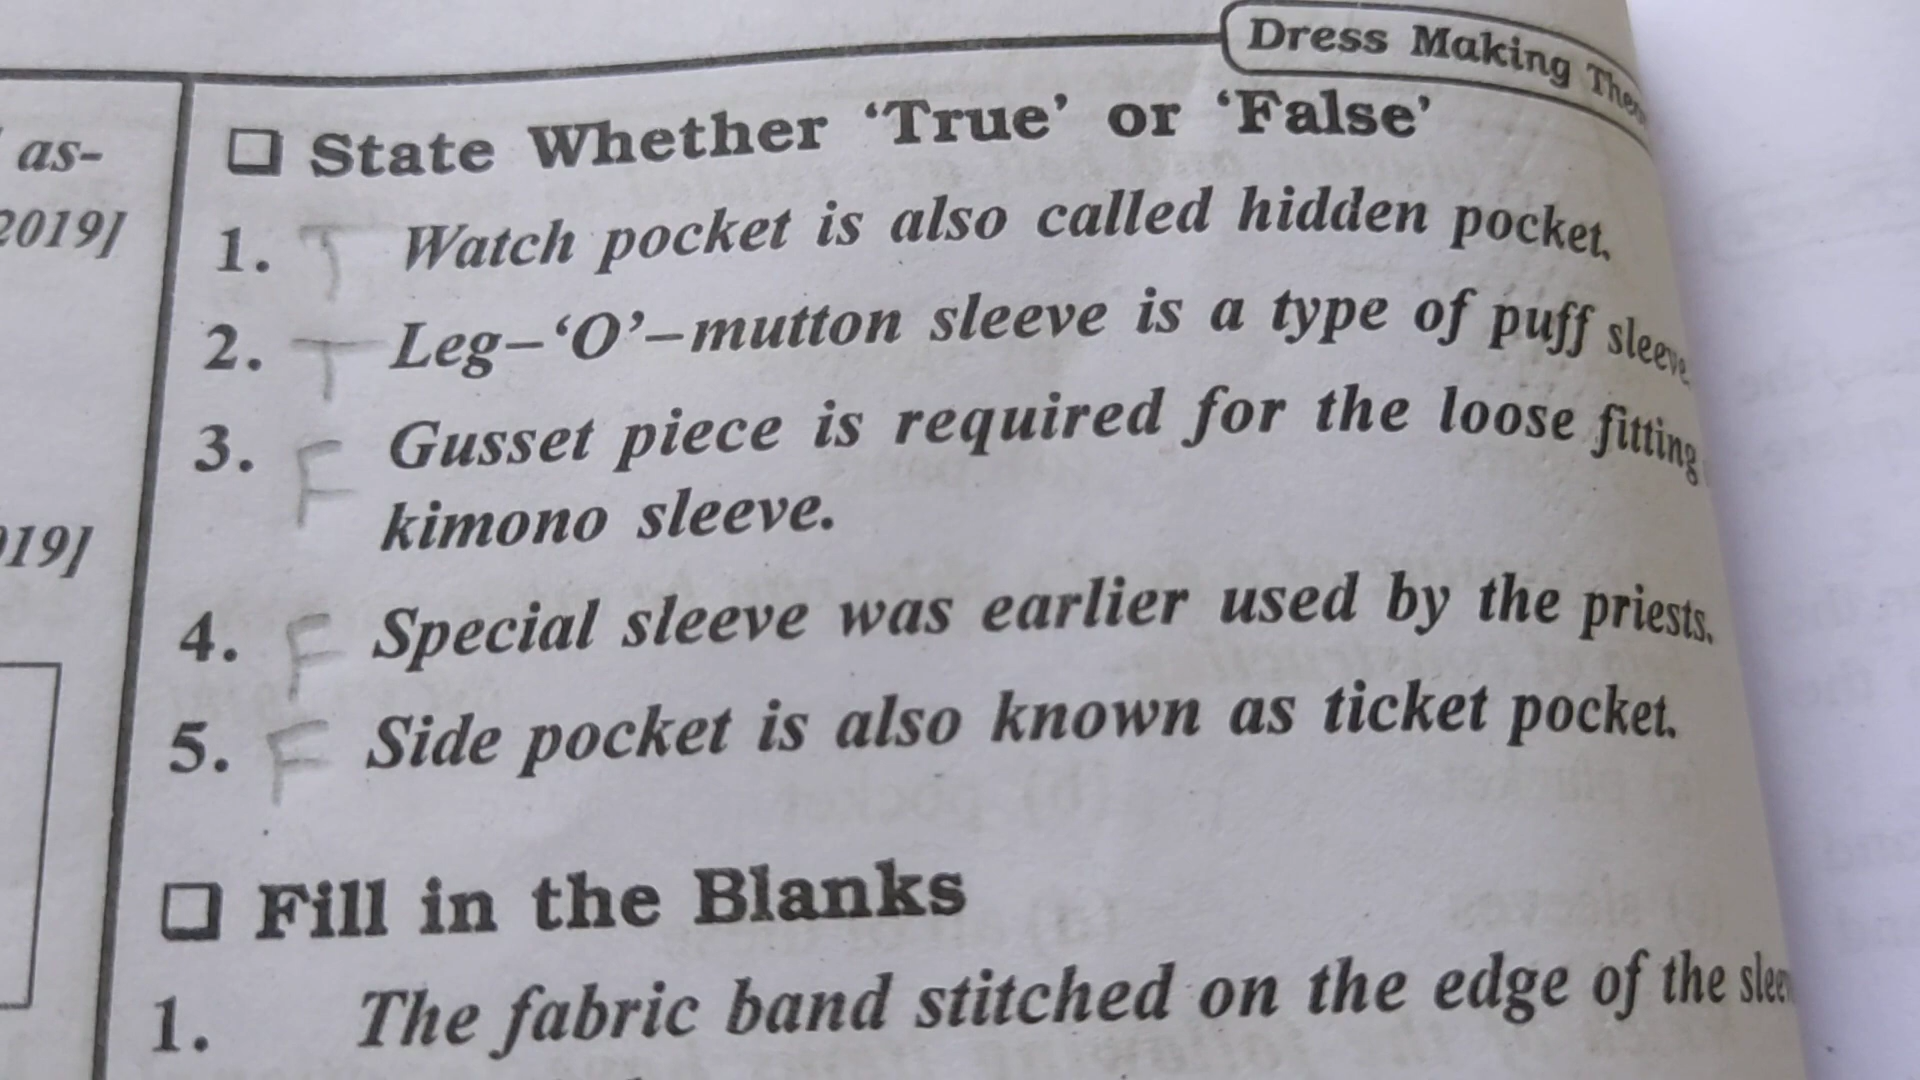 Dress Making
as-
2019]
19]
☐ State Whether ‘True’ or ‘False’
1. T Watch pocket is also called hidden pocket.
2. T Leg–‘O’–mutton sleeve is a type of puff sleeve.
3. F Gusset piece is required for the loose fitting
kimono sleeve.
4. F Special sleeve was earlier used by the priests.
5. F Side pocket is also known as ticket pocket.
☐ Fill in the Blanks
1. The fabric band stitched on the edge of the